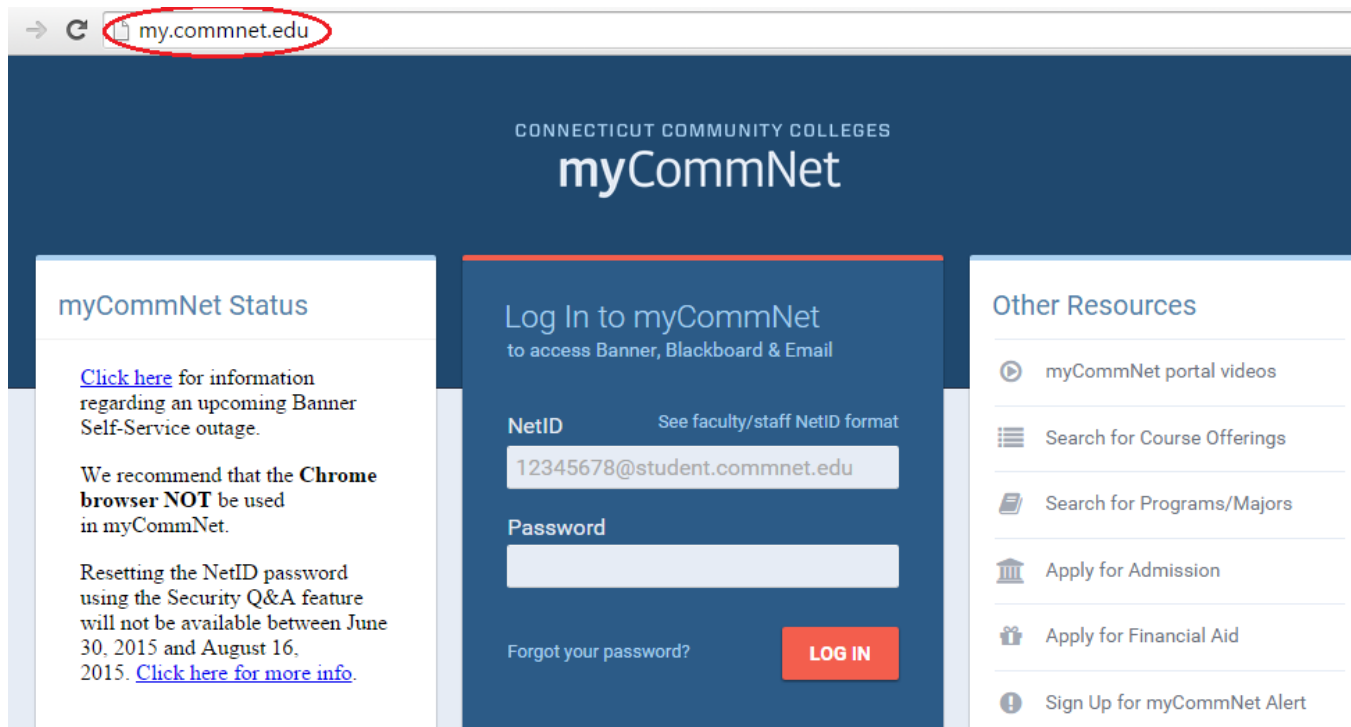 my.commnet.edu
CONNECTICUT COMMUNITY COLLEGES
myCommNet
myCommNet Status
Click here for information
regarding an upcoming Banner
Self-Service outage.
We recommend that the Chrome
browser NOT be used
in myCommNet.
Resetting the NetID password
using the Security Q&A feature
will not be available between June
30, 2015 and August 16,
2015. Click here for more info.
Log In to myCommNet
to access Banner, Blackboard & Email
NetID
See faculty/staff NetID format
12345678@student.commnet.edu
Password
Forgot your password?
LOG IN
Other Resources
myCommNet portal videos
Search for Course Offerings
Search for Programs/Majors
Apply for Admission
Apply for Financial Aid
Sign Up for myCommNet Alert